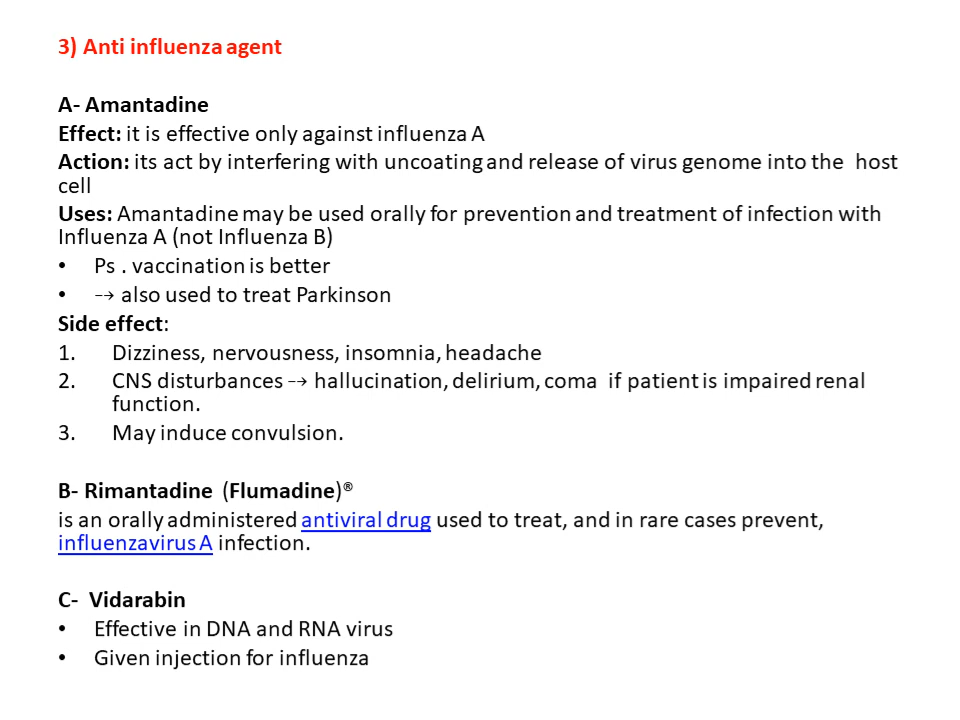 3) Anti influenza agent
A- Amantadine
Effect: it is effective only against influenza A
Action: its act by interfering with uncoating and release of virus genome into the  host
cell
Uses: Amantadine may be used orally for prevention and treatment of infection with
Influenza A (not Influenza B)
• Ps . vaccination is better
• --→ also used to treat Parkinson
Side effect:
1. Dizziness, nervousness, insomnia, headache
2. CNS disturbances --→ hallucination, delirium, coma  if patient is impaired renal
function.
3. May induce convulsion.
B- Rimantadine  (Flumadine)®
is an orally administered antiviral drug used to treat, and in rare cases prevent,
influenzavirus A infection.
C-  Vidarabin
• Effective in DNA and RNA virus
• Given injection for influenza